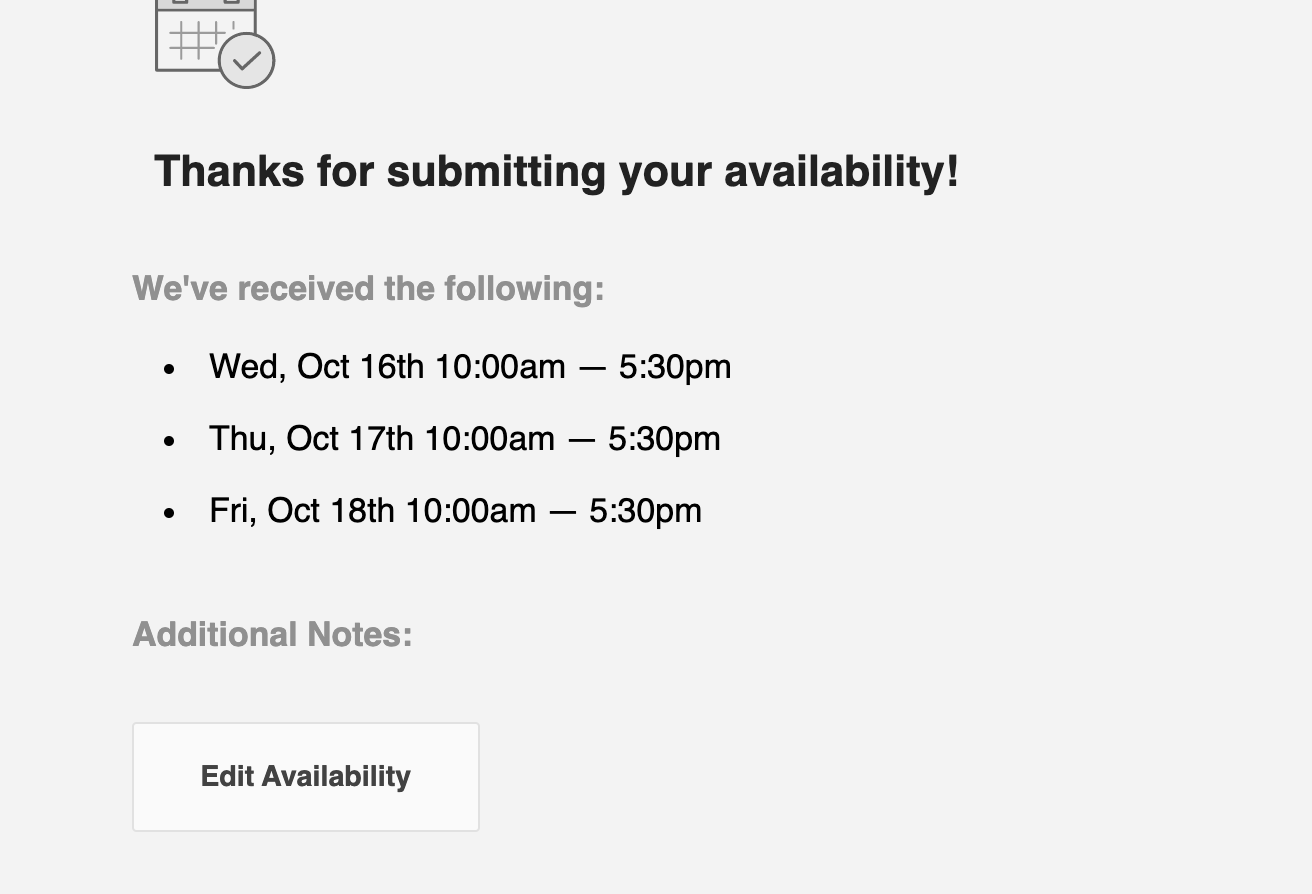 Thanks for submitting your availability!
We've received the following:
• Wed, Oct 16th 10:00am — 5:30pm
• Thu, Oct 17th 10:00am — 5:30pm
• Fri, Oct 18th 10:00am — 5:30pm
Additional Notes:
Edit Availability